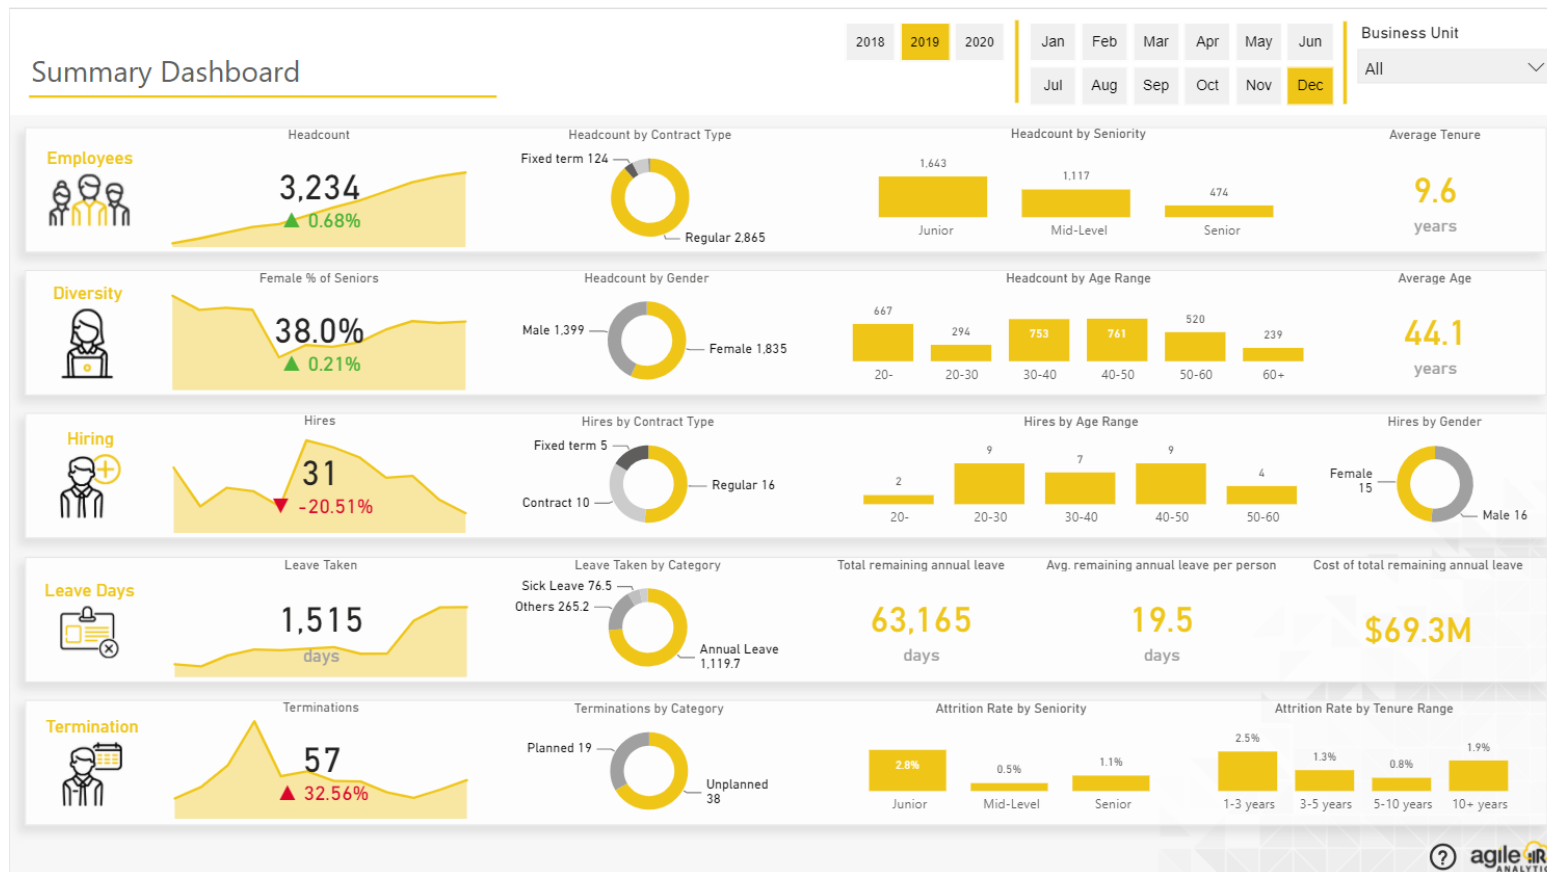 2018 2019 2020
Jan Feb Mar Apr May Jun
Jul Aug Sep Oct Nov Dec
Business Unit
All
Summary Dashboard
Employees
Headcount
3,234
0.68%
Headcount by Contract Type
Fixed term 124
Regular 2,865
Headcount by Seniority
1,643 1,117 474
Junior Mid-Level Senior
Average Tenure
9.6
years
Diversity
Female % of Seniors
38.0%
0.21%
Headcount by Gender
Male 1,399
Female 1,835
Headcount by Age Range
667 294 753 761 520 239
20- 20-30 30-40 40-50 50-60 60+
Average Age
44.1
years
Hiring
Hires
31
-20.51%
Hires by Contract Type
Fixed term 5
Contract 10
Regular 16
Hires by Age Range
2 9 7 9 4
20- 20-30 30-40 40-50 50-60
Hires by Gender
Female
15
Male 16
Leave Days
Leave Taken
1,515
days
Leave Taken by Category
Sick Leave 76.5
Others 265.2
Annual Leave
1,119.7
Total remaining annual leave
63,165
days
Avg. remaining annual leave per person
19.5
days
Cost of total remaining annual leave
$69.3M
Termination
Terminations
57
32.56%
Terminations by Category
Planned 19
Unplanned
38
Attrition Rate by Seniority
2.8% 0.5% 1.1%
Junior Mid-Level Senior
Attrition Rate by Tenure Range
2.5% 1.3% 0.8% 1.9%
1-3 years 3-5 years 5-10 years 10+ years
?
agile